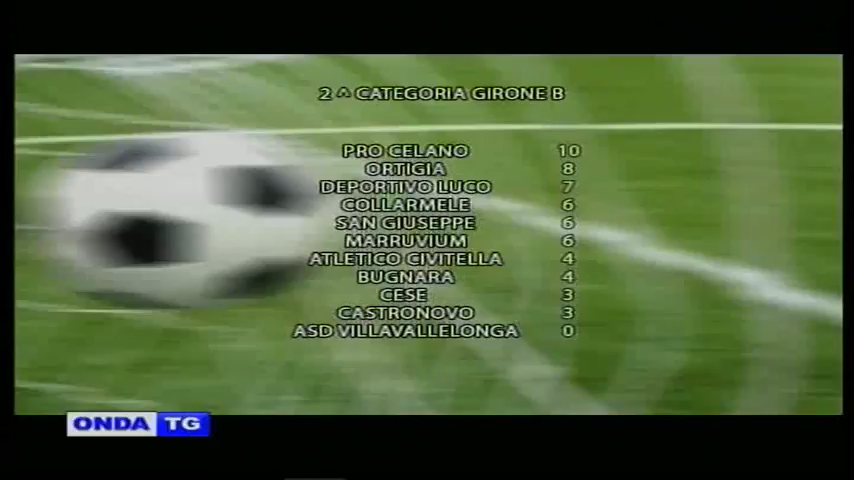 2 ^ CATEGORIA GIRONE B
PRO CELANO 10
ORTIGIA 8
DEPORTIVO LUCO 7
COLLARMELE 6
SAN GIUSEPPE 6
MARRUVIUM 6
ATLETICO CIVITELLA 4
BUGNARA 4
CESE 3
CASTRONOVO 3
ASD VILLAVALLELONGA 0
ONDA TG